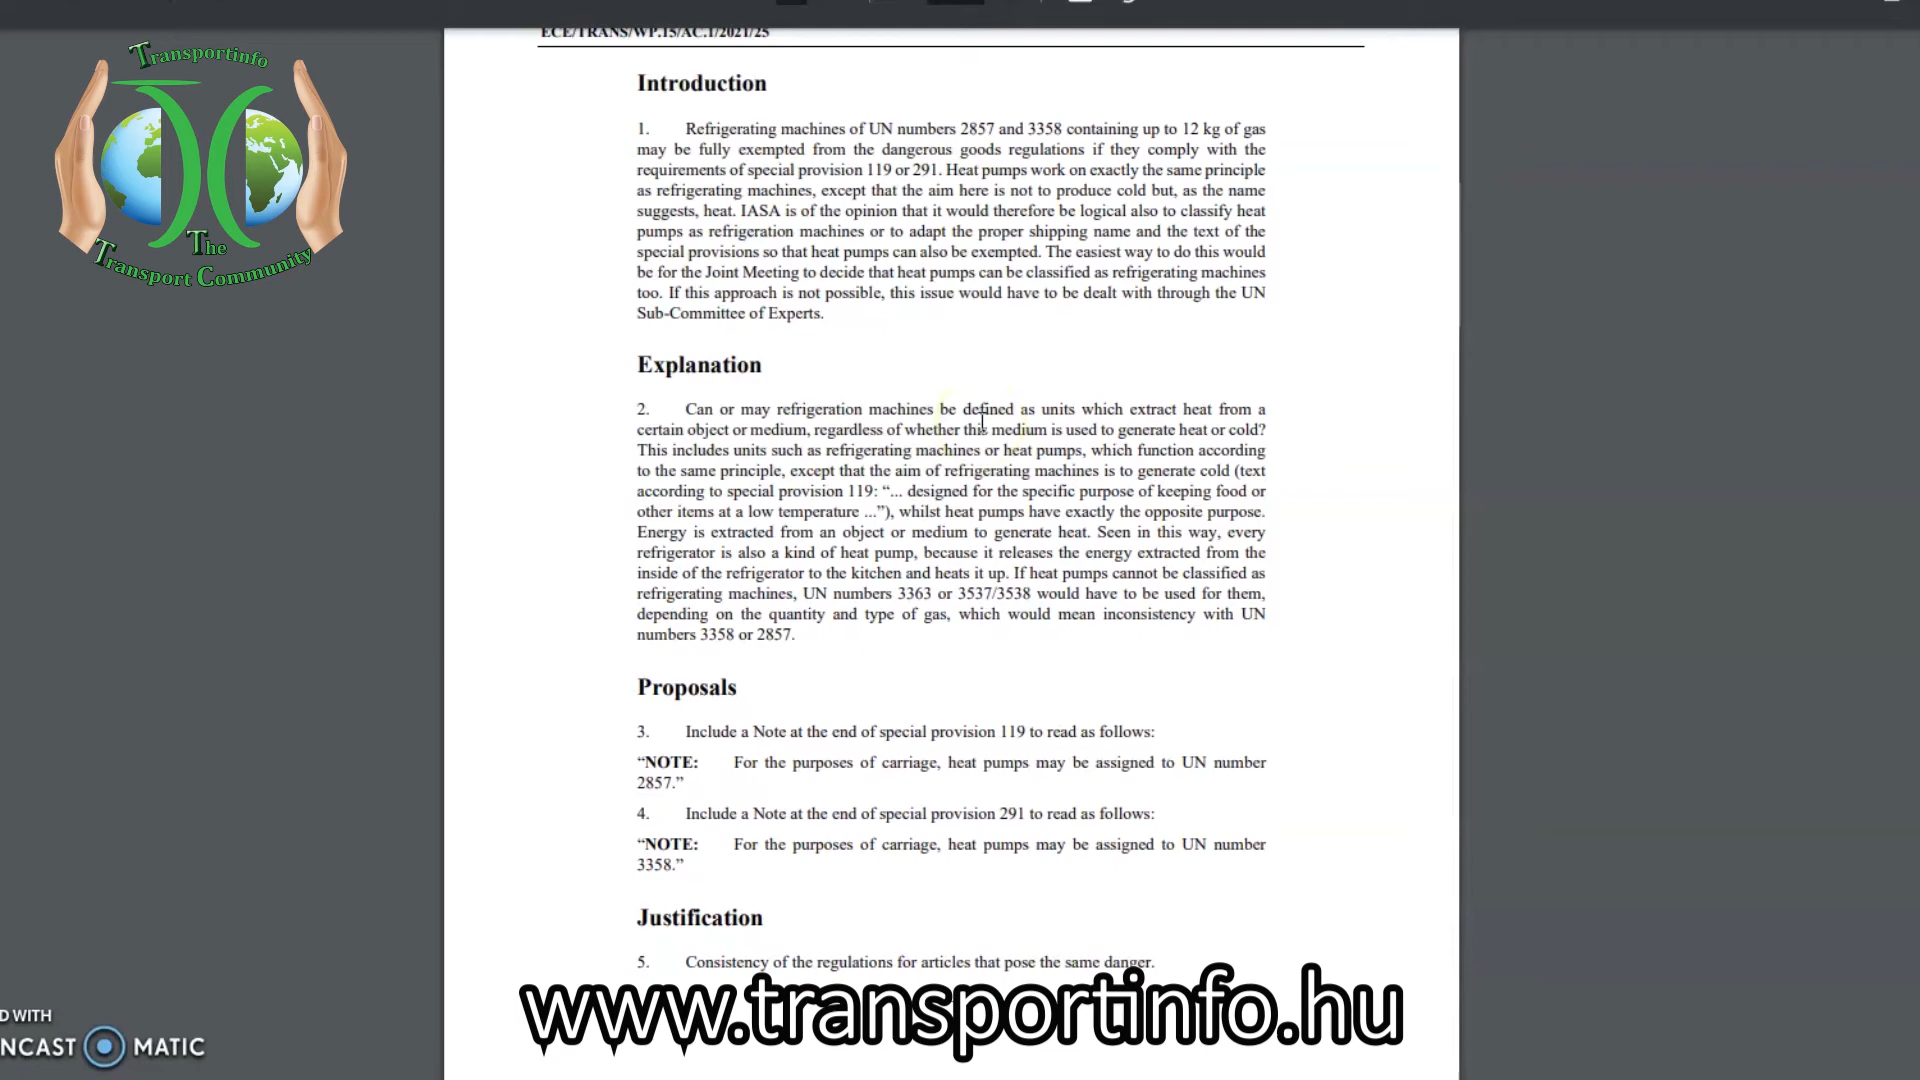 Transportinfo
The
Transport Community
ECE/TRANS/WP.15/AC.1/2021/25
Introduction
1. Refrigerating machines of UN numbers 2857 and 3358 containing up to 12 kg of gas
may be fully exempted from the dangerous goods regulations if they comply with the
requirements of special provision 119 or 291. Heat pumps work on exactly the same principle
as refrigerating machines, except that the aim here is not to produce cold but, as the name
suggests, heat. IASA is of the opinion that it would therefore be logical also to classify heat
pumps as refrigeration machines or to adapt the proper shipping name and the text of the
special provisions so that heat pumps can also be exempted. The easiest way to do this would
be for the Joint Meeting to decide that heat pumps can be classified as refrigerating machines
too. If this approach is not possible, this issue would have to be dealt with through the UN
Sub-Committee of Experts.
Explanation
2. Can or may refrigeration machines be defined as units which extract heat from a
certain object or medium, regardless of whether this medium is used to generate heat or cold?
This includes units such as refrigerating machines or heat pumps, which function according
to the same principle, except that the aim of refrigerating machines is to generate cold (text
according to special provision 119: “... designed for the specific purpose of keeping food or
other items at a low temperature ...”), whilst heat pumps have exactly the opposite purpose.
Energy is extracted from an object or medium to generate heat. Seen in this way, every
refrigerator is also a kind of heat pump, because it releases the energy extracted from the
inside of the refrigerator to the kitchen and heats it up. If heat pumps cannot be classified as
refrigerating machines, UN numbers 3363 or 3537/3538 would have to be used for them,
depending on the quantity and type of gas, which would mean inconsistency with UN
numbers 3358 or 2857.
Proposals
3. Include a Note at the end of special provision 119 to read as follows:
“NOTE: For the purposes of carriage, heat pumps may be assigned to UN number
2857.”
4. Include a Note at the end of special provision 291 to read as follows:
“NOTE: For the purposes of carriage, heat pumps may be assigned to UN number
3358.”
Justification
5. Consistency of the regulations for articles that pose the same danger.
www.transportinfo.hu
D WITH
NCAST MATIC